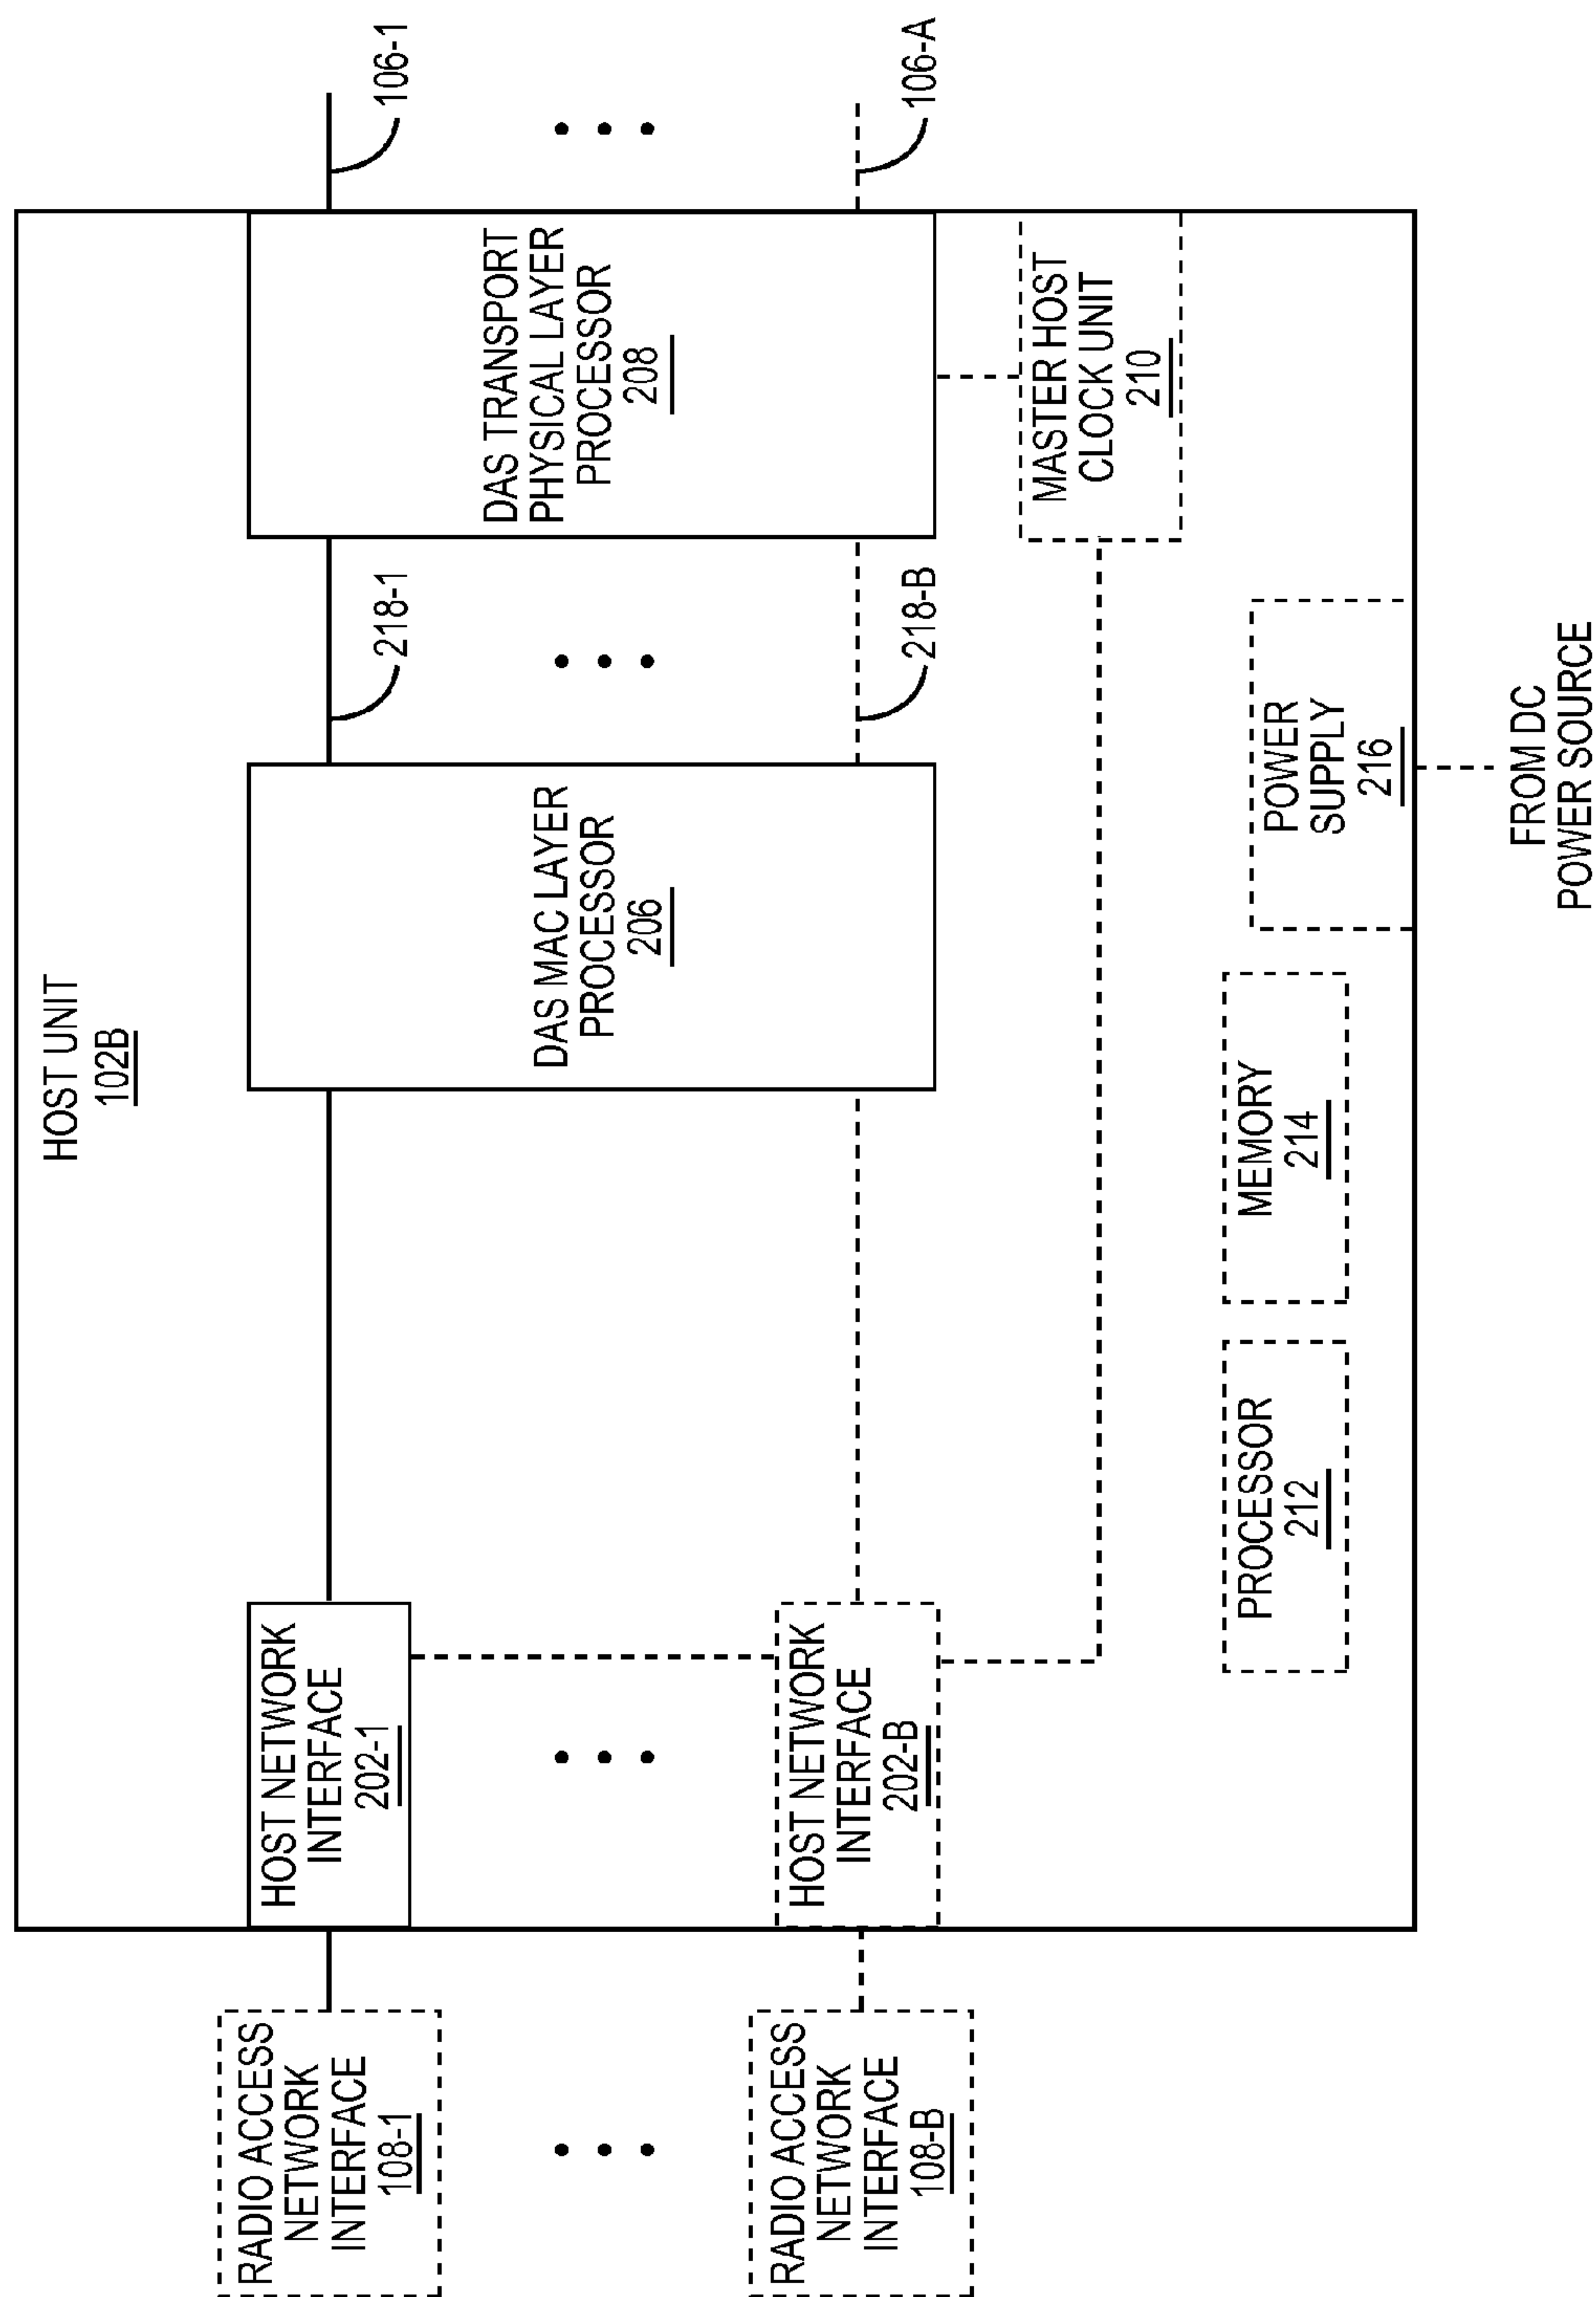 HOST UNIT
102B
RADIO ACCESS
NETWORK
INTERFACE
108-1
HOST NETWORK
INTERFACE
202-1
DAS MAC LAYER
PROCESSOR
206
218-1
DAS TRANSPORT
PHYSICAL LAYER
PROCESSOR
208
106-1
RADIO ACCESS
NETWORK
INTERFACE
108-B
HOST NETWORK
INTERFACE
202-B
218-B
106-A
MASTER HOST
CLOCK UNIT
210
PROCESSOR
212
MEMORY
214
POWER
SUPPLY
216
FROM DC
POWER SOURCE